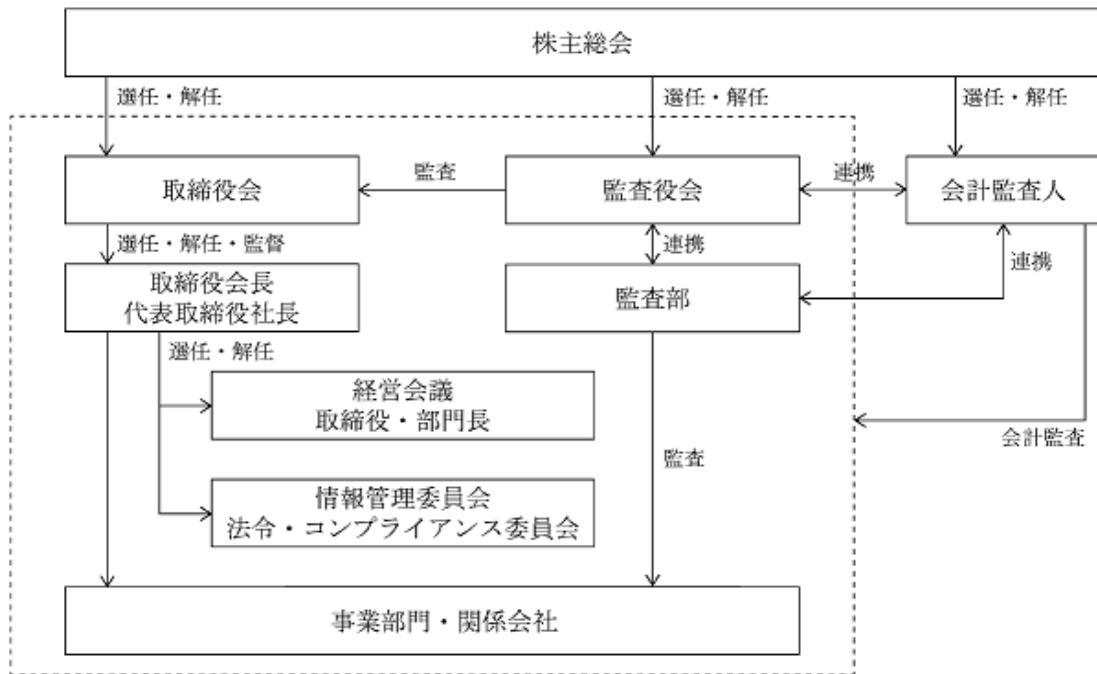 株主総会
選任・解任
選任・解任
選任・解任
取締役会
監査
監査役会
連携
会計監査人
選任・解任・監督
連携
連携
取締役会長
代表取締役社長
監査部
選任・解任
経営会議
取締役・部門長
会計監査
監査
情報管理委員会
法令・コンプライアンス委員会
事業部門・関係会社